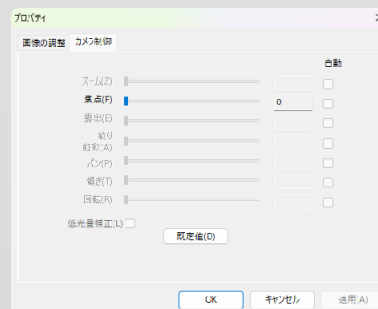 プロパティ
画像の調整 カメラ制御
自動
ズーム(Z)
焦点(F) 0
露出(E)
絞り
虹彩(A)
パン(P)
傾き(T)
回転(R)
低光量補正(L)
既定値(D)
OK キャンセル 適用(A)